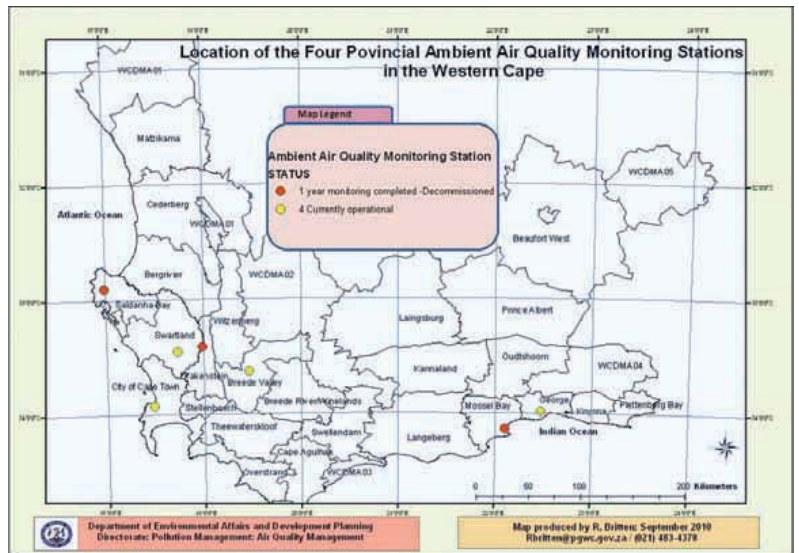 Location of the Four Povincial Ambient Air Quality Monitoring Stations
in the Western Cape
WCDMA01
Map Legend
Matzikama
Ambient Air Quality Monitoring Station
STATUS
1 year monitoring completed -Decommissioned
4 Currently operational
WCDMA05
Cederberg
Atlantic Ocean
WCDMA01
Beaufort West
Bergriver
WCDMA02
Saldanha Bay
Witzenberg
Laingsburg
Prince Albert
Swartland
Oudtshoorn
Kannaland
WCDMA04
Drakenstein
City of Cape Town
Breede Valley
Breede River/Winelands
Stellenbosch
Mossel Bay
George
Knysna
Plettenberg Bay
Theewaterskloof
Swellendam
Langeberg
Indian Ocean
Cape Agulhas
Overstrand
WCDMA03
0 50 100 200 Kilometers
Department of Environmental Affairs and Development Planning
Directorate: Pollution Management: Air Quality Management
Map produced by R. Britten: September 2010
Rbritten@pgwc.gov.za / (021) 483-4378